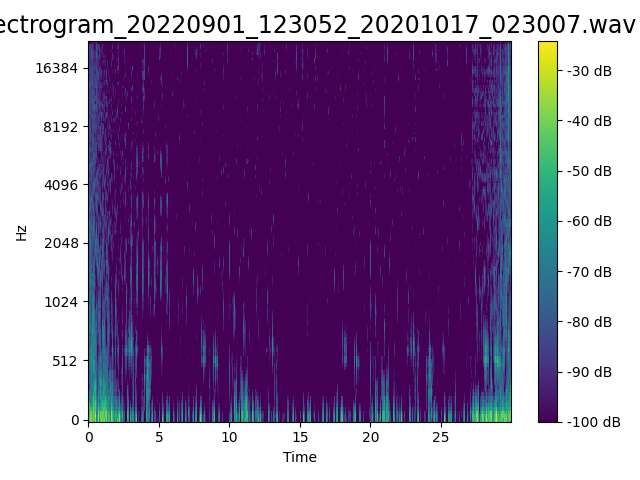 ectrogram_20220901_123052_20201017_023007.wav
16384
8192
4096
2048
1024
512
0
Hz
0 5 10 15 20 25
Time
-30 dB
-40 dB
-50 dB
-60 dB
-70 dB
-80 dB
-90 dB
-100 dB